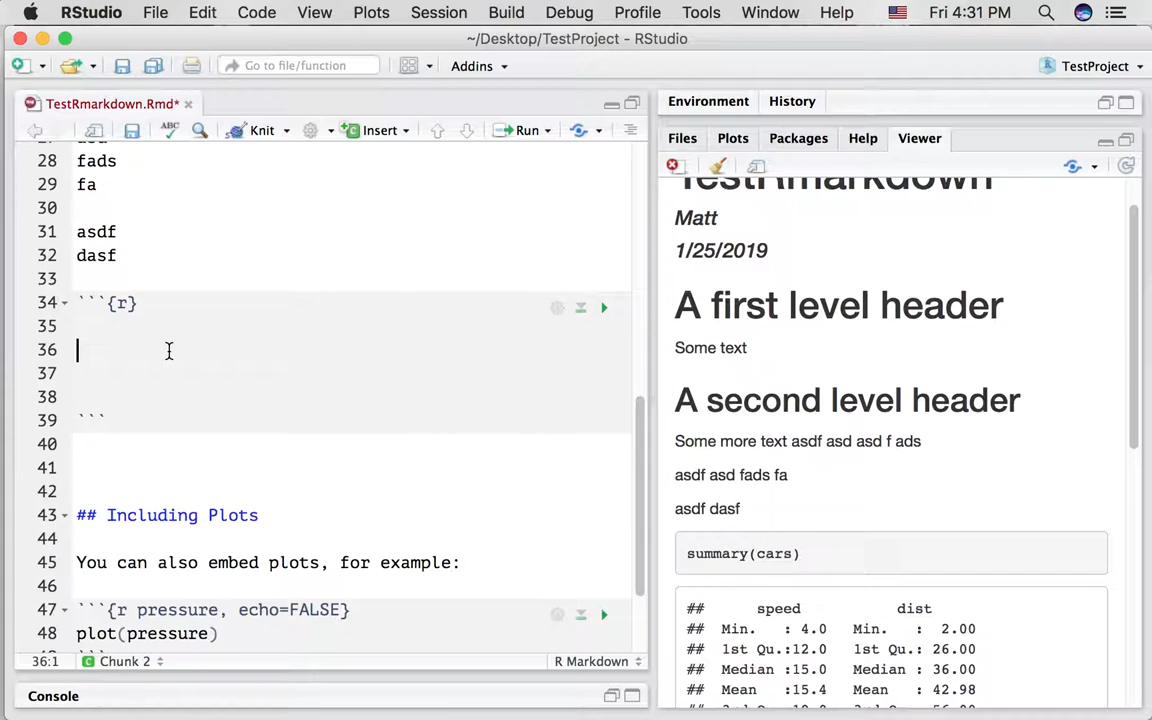 RStudio File Edit Code View Plots Session Build Debug Profile Tools Window Help Fri 4:31 PM
~/Desktop/TestProject - RStudio
Go to file/function Addins TestProject
TestRmarkdown.Rmd*
ABC Knit Insert Run
28 fads
29 fa
30
31 asdf
32 dasf
33
34 ```{r}
35
36
37
38
39 ```
40
41
42
43 ## Including Plots
44
45 You can also embed plots, for example:
46
47 ```{r pressure, echo=FALSE}
48 plot(pressure)
36:1 Chunk 2 R Markdown
Console
Environment History
Files Plots Packages Help Viewer
TestRmarkdown
Matt
1/25/2019
A first level header
Some text
A second level header
Some more text asdf asd asd f ads
asdf asd fads fa
asdf dasf
summary(cars)
## speed dist
## Min. : 4.0 Min. : 2.00
## 1st Qu.:12.0 1st Qu.: 26.00
## Median :15.0 Median : 36.00
## Mean :15.4 Mean : 42.98